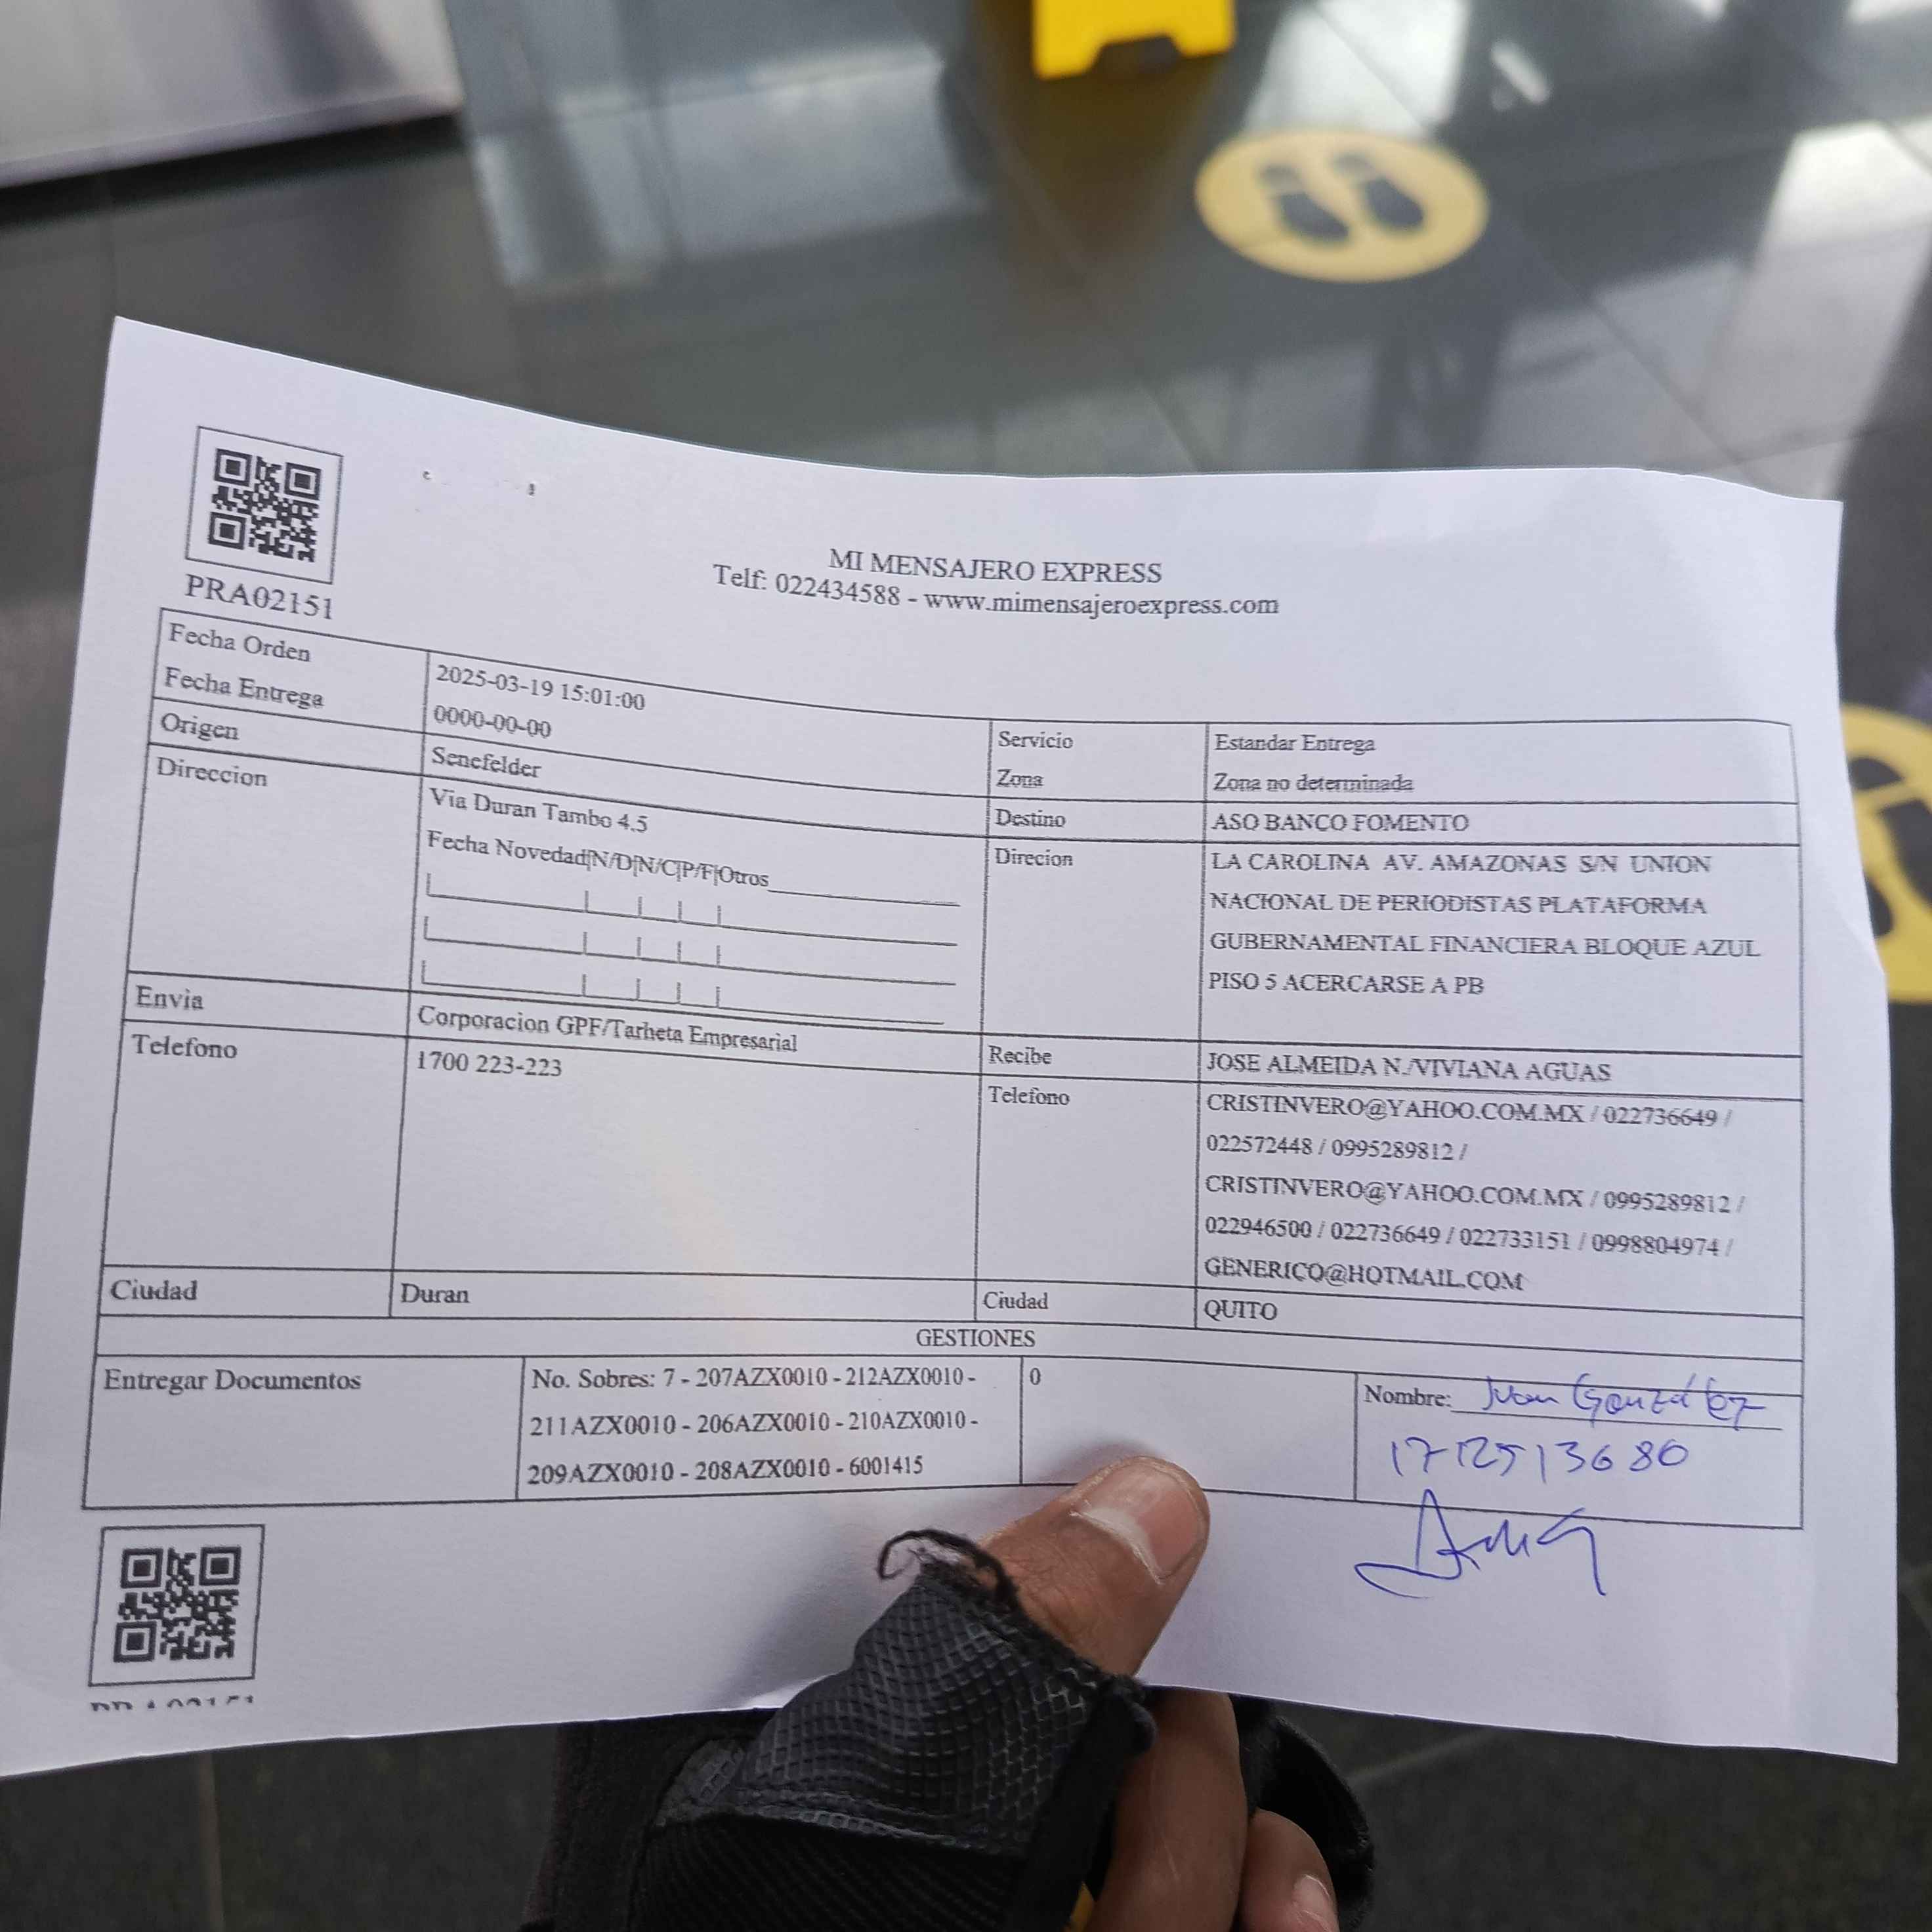 PRA02151
MI MENSAJERO EXPRESS
Telf: 022434588 - www.mimensajeroexpress.com
Fecha Orden
2025-03-19 15:01:00
Fecha Entrega
0000-00-00
Servicio
Estandar Entrega
Zona
Zona no determinada
Origen
Senefelder
Destino
ASO BANCO FOMENTO
Direccion
Via Duran Tambo 4.5
Fecha Novedad|N/D|N/C|P/F|Otros
Direcion
LA CAROLINA AV. AMAZONAS S/N UNION
NACIONAL DE PERIODISTAS PLATAFORMA
GUBERNAMENTAL FINANCIERA BLOQUE AZUL
PISO 5 ACERCARSE A PB
Envia
Corporacion GPF/Tarheta Empresarial
Recibe
JOSE ALMEIDA N./VIVIANA AGUAS
Telefono
1700 223-223
Telefono
CRISTINVERO@YAHOO.COM.MX / 022736649 /
022572448 / 0995289812 /
CRISTINVERO@YAHOO.COM.MX / 0995289812 /
022946500 / 022736649 / 022733151 / 0998804974 /
GENERICO@HOTMAIL.COM
Ciudad
Duran
Ciudad
QUITO
GESTIONES
Entregar Documentos
No. Sobres: 7 - 207AZX0010 - 212AZX0010 -
211AZX0010 - 206AZX0010 - 210AZX0010 -
209AZX0010 - 208AZX0010 - 6001415
0
Nombre: Juan González
1712513680